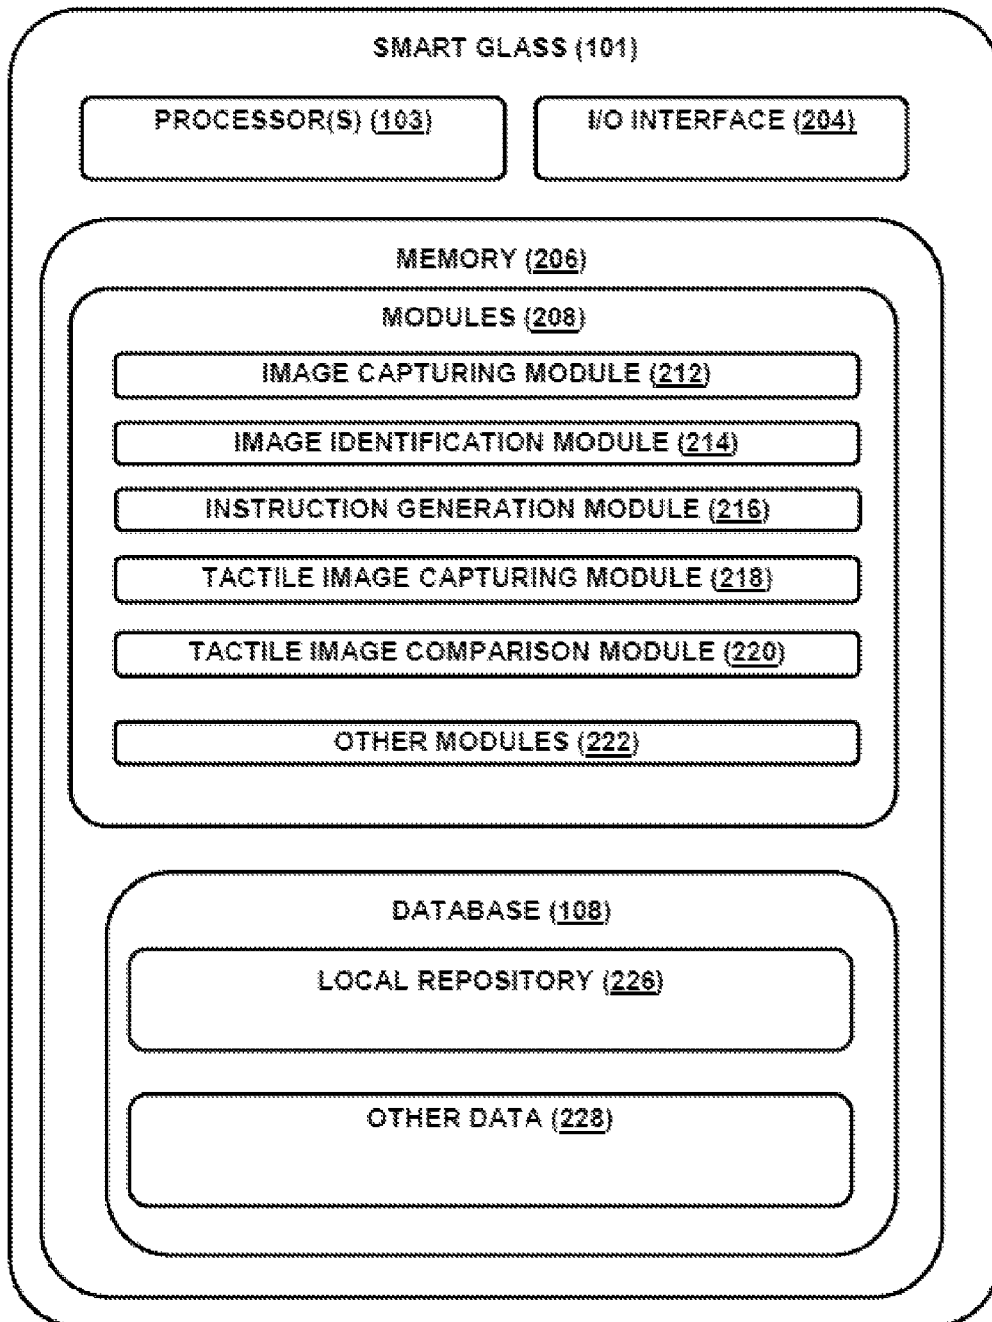 SMART GLASS (101)
PROCESSOR(S) (103)
I/O INTERFACE (204)
MEMORY (206)
MODULES (208)
IMAGE CAPTURING MODULE (212)
IMAGE IDENTIFICATION MODULE (214)
INSTRUCTION GENERATION MODULE (216)
TACTILE IMAGE CAPTURING MODULE (218)
TACTILE IMAGE COMPARISON MODULE (220)
OTHER MODULES (222)
DATABASE (108)
LOCAL REPOSITORY (226)
OTHER DATA (228)